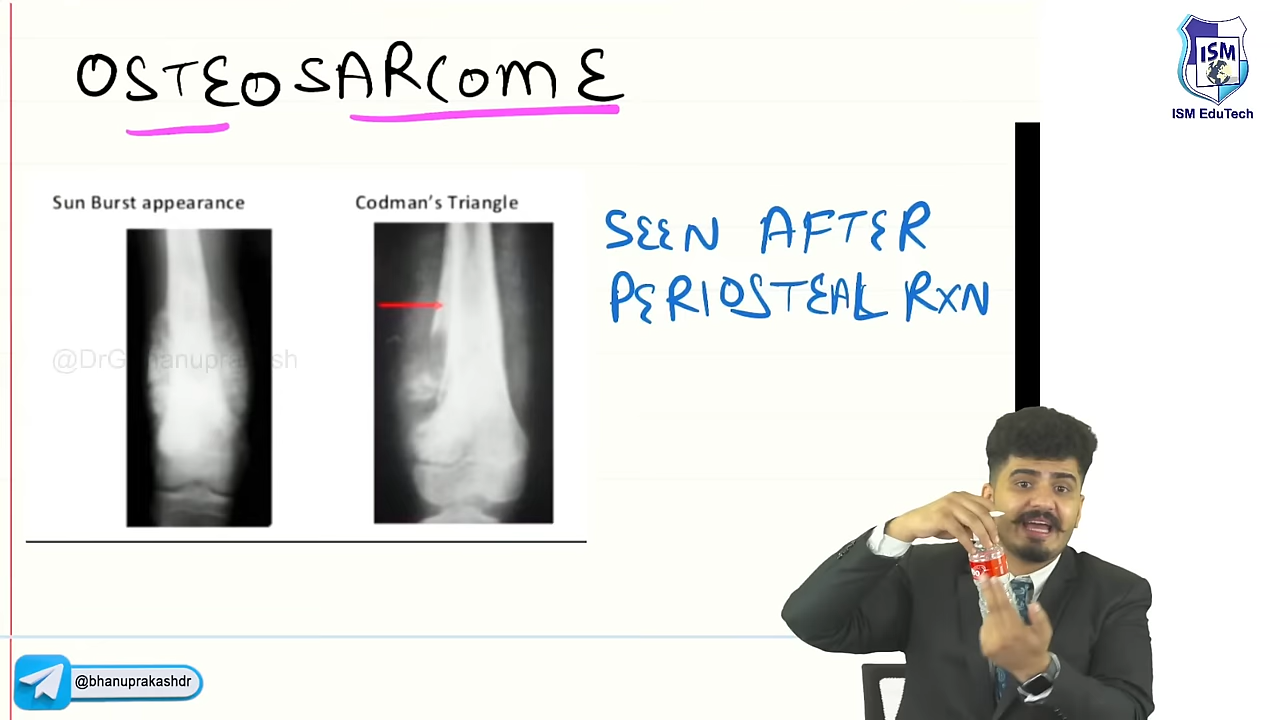 OSTEOSARCOME
ISM
ISM EduTech
Sun Burst appearance
Codman's Triangle
SEEN AFTER
PERIOSTEAL RXN
@bhanuprakashdr